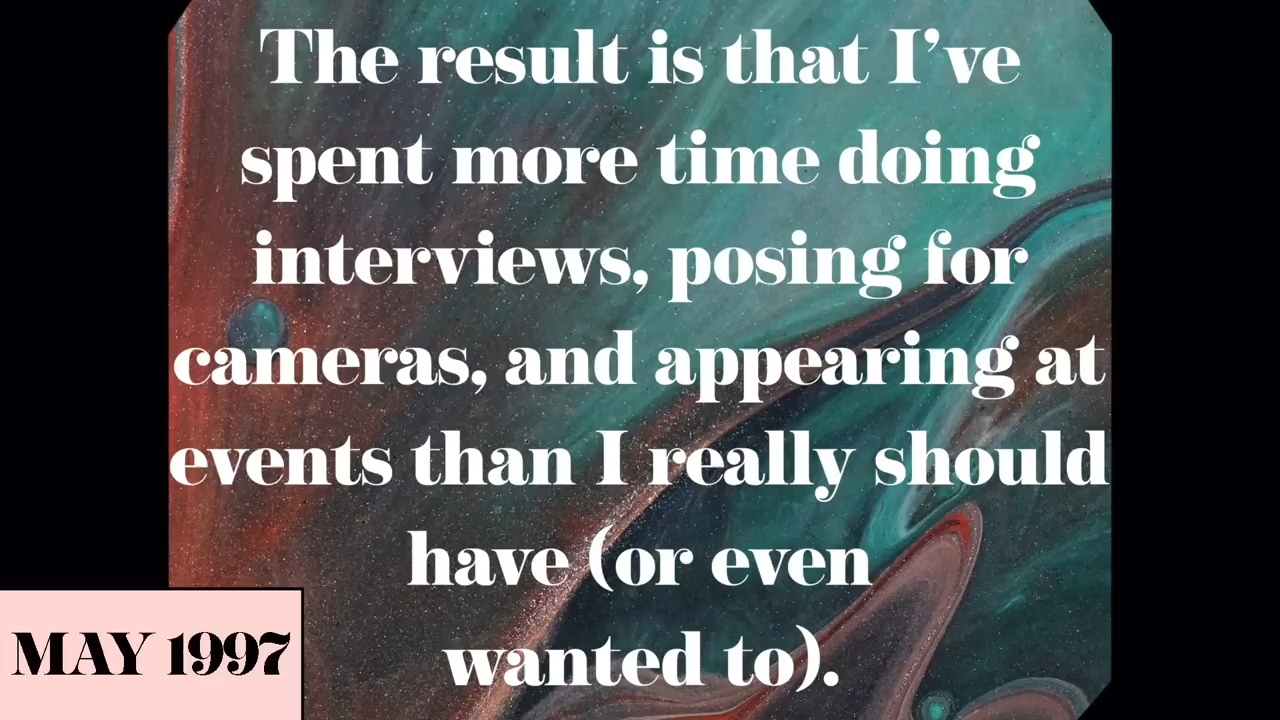 The result is that I’ve
spent more time doing
interviews, posing for
cameras, and appearing at
events than I really should
have (or even
wanted to).
MAY 1997